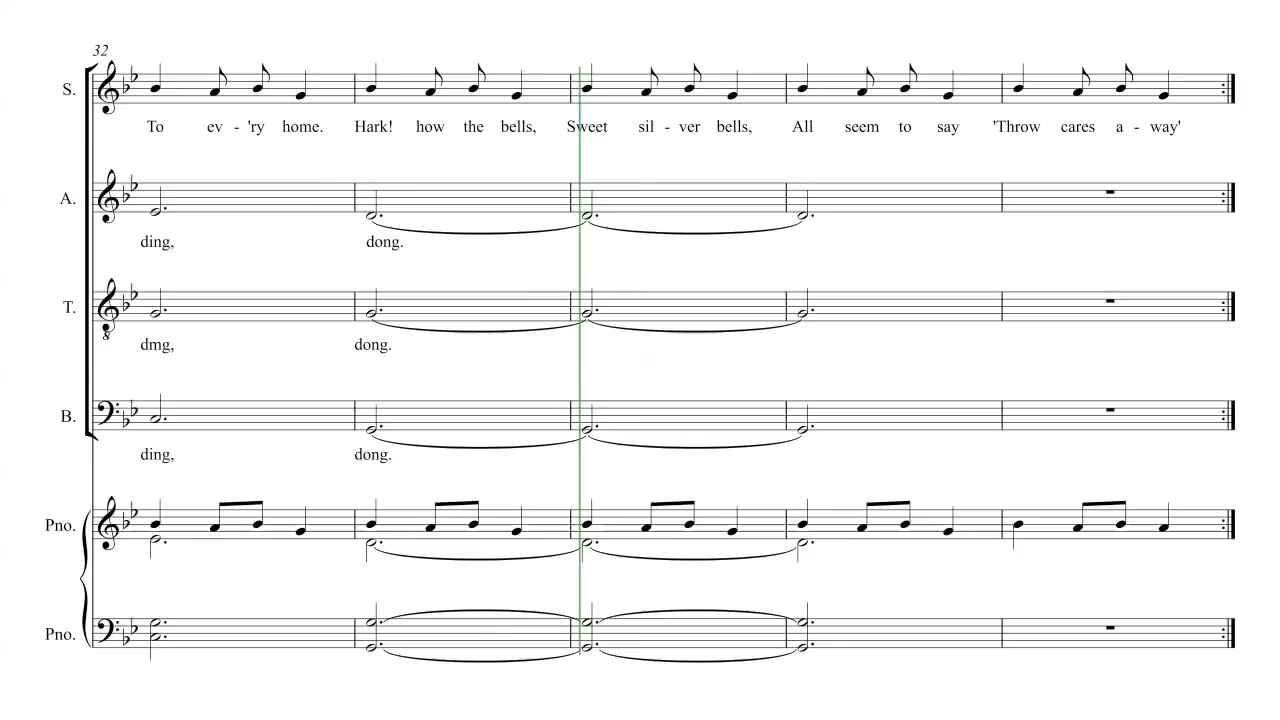 32
S.
To ev - 'ry home. Hark! how the bells, Sweet sil - ver bells, All seem to say 'Throw cares a - way'
A.
ding, dong.
T.
dmg, dong.
B.
ding, dong.
Pno.
Pno.